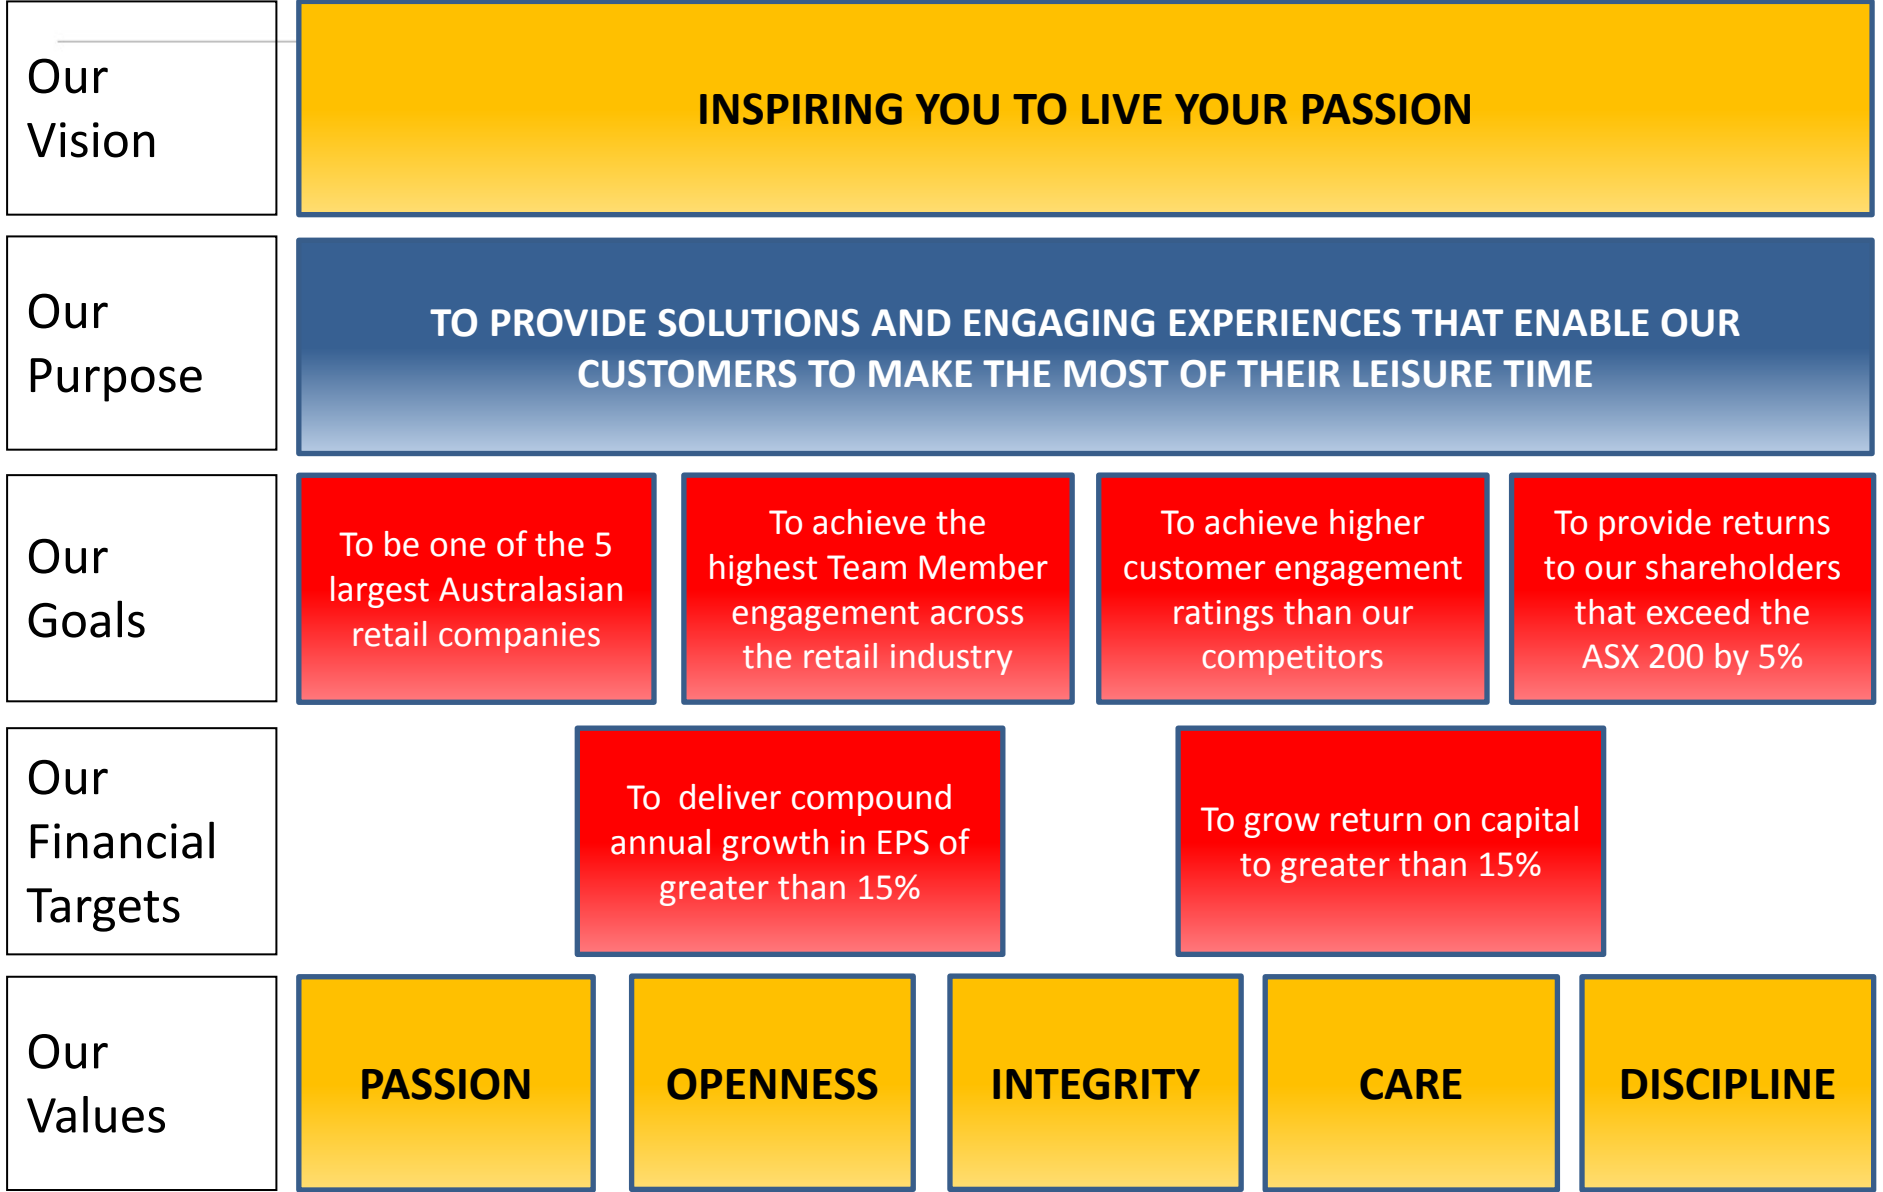 Our
Vision
INSPIRING YOU TO LIVE YOUR PASSION
Our
Purpose
TO PROVIDE SOLUTIONS AND ENGAGING EXPERIENCES THAT ENABLE OUR
CUSTOMERS TO MAKE THE MOST OF THEIR LEISURE TIME
Our
Goals
To be one of the 5
largest Australasian
retail companies
To achieve the
highest Team Member
engagement across
the retail industry
To achieve higher
customer engagement
ratings than our
competitors
To provide returns
to our shareholders
that exceed the
ASX 200 by 5%
Our
Financial
Targets
To  deliver compound
annual growth in EPS of
greater than 15%
To grow return on capital
to greater than 15%
Our
Values
PASSION
OPENNESS
INTEGRITY
CARE
DISCIPLINE